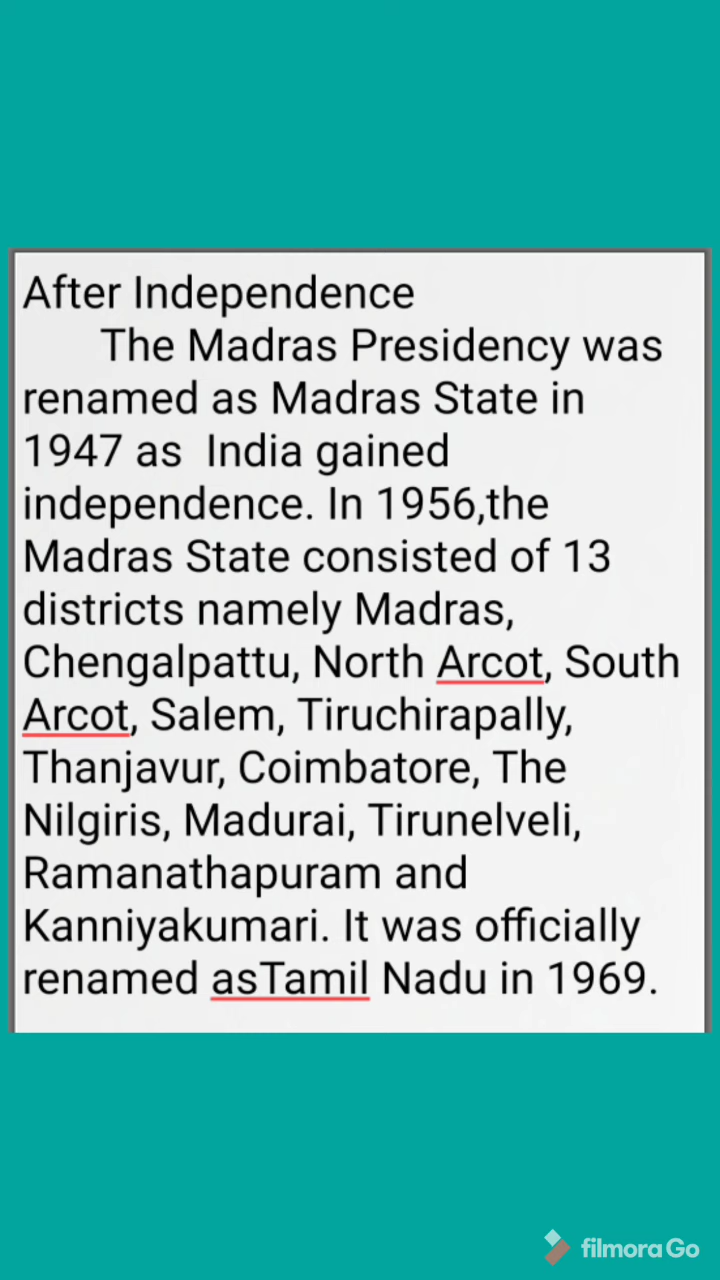 After Independence
The Madras Presidency was
renamed as Madras State in
1947 as  India gained
independence. In 1956,the
Madras State consisted of 13
districts namely Madras,
Chengalpattu, North Arcot, South
Arcot, Salem, Tiruchirapally,
Thanjavur, Coimbatore, The
Nilgiris, Madurai, Tirunelveli,
Ramanathapuram and
Kanniyakumari. It was officially
renamed asTamil Nadu in 1969.
filmoraGo